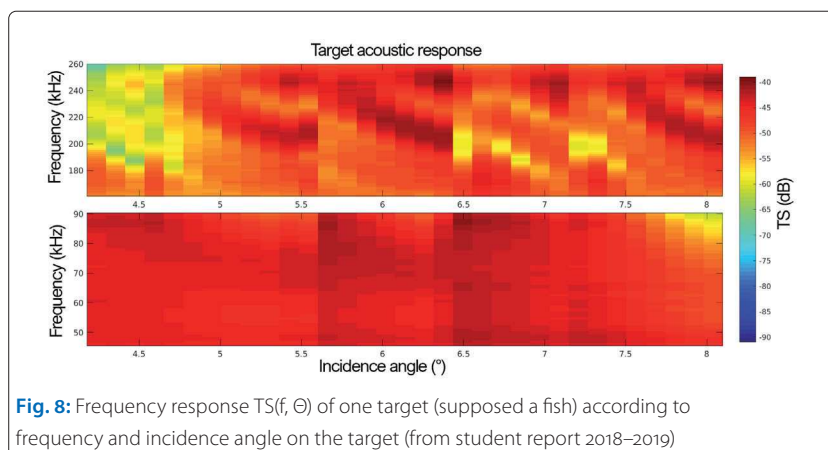 Target acoustic response
Frequency (kHz)
260
240
220
200
180
4.5 5 5.5 6 6.5 7 7.5 8
Frequency (kHz)
90
80
70
60
50
4.5 5 5.5 6 6.5 7 7.5 8
Incidence angle (°)
-40
-45
-50
-55
-60
-65
-70
-75
-80
-85
-90
TS (dB)
Fig. 8: Frequency response TS(f, Θ) of one target (supposed a fish) according to
frequency and incidence angle on the target (from student report 2018–2019)